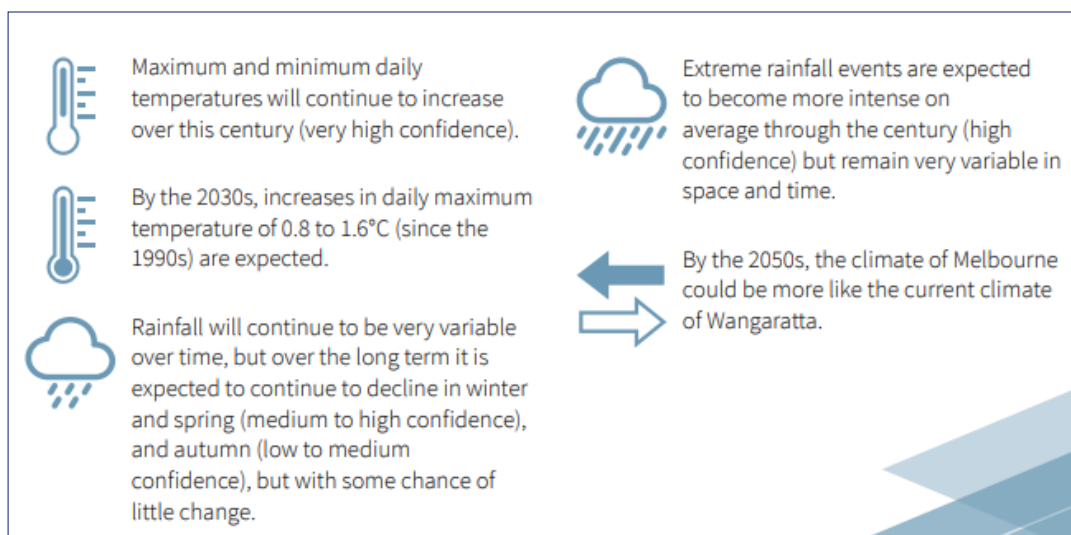 Maximum and minimum daily
temperatures will continue to increase
over this century (very high confidence).
By the 2030s, increases in daily maximum
temperature of 0.8 to 1.6°C (since the
1990s) are expected.
Rainfall will continue to be very variable
over time, but over the long term it is
expected to continue to decline in winter
and spring (medium to high confidence),
and autumn (low to medium
confidence), but with some chance of
little change.
Extreme rainfall events are expected
to become more intense on
average through the century (high
confidence) but remain very variable in
space and time.
By the 2050s, the climate of Melbourne
could be more like the current climate
of Wangaratta.